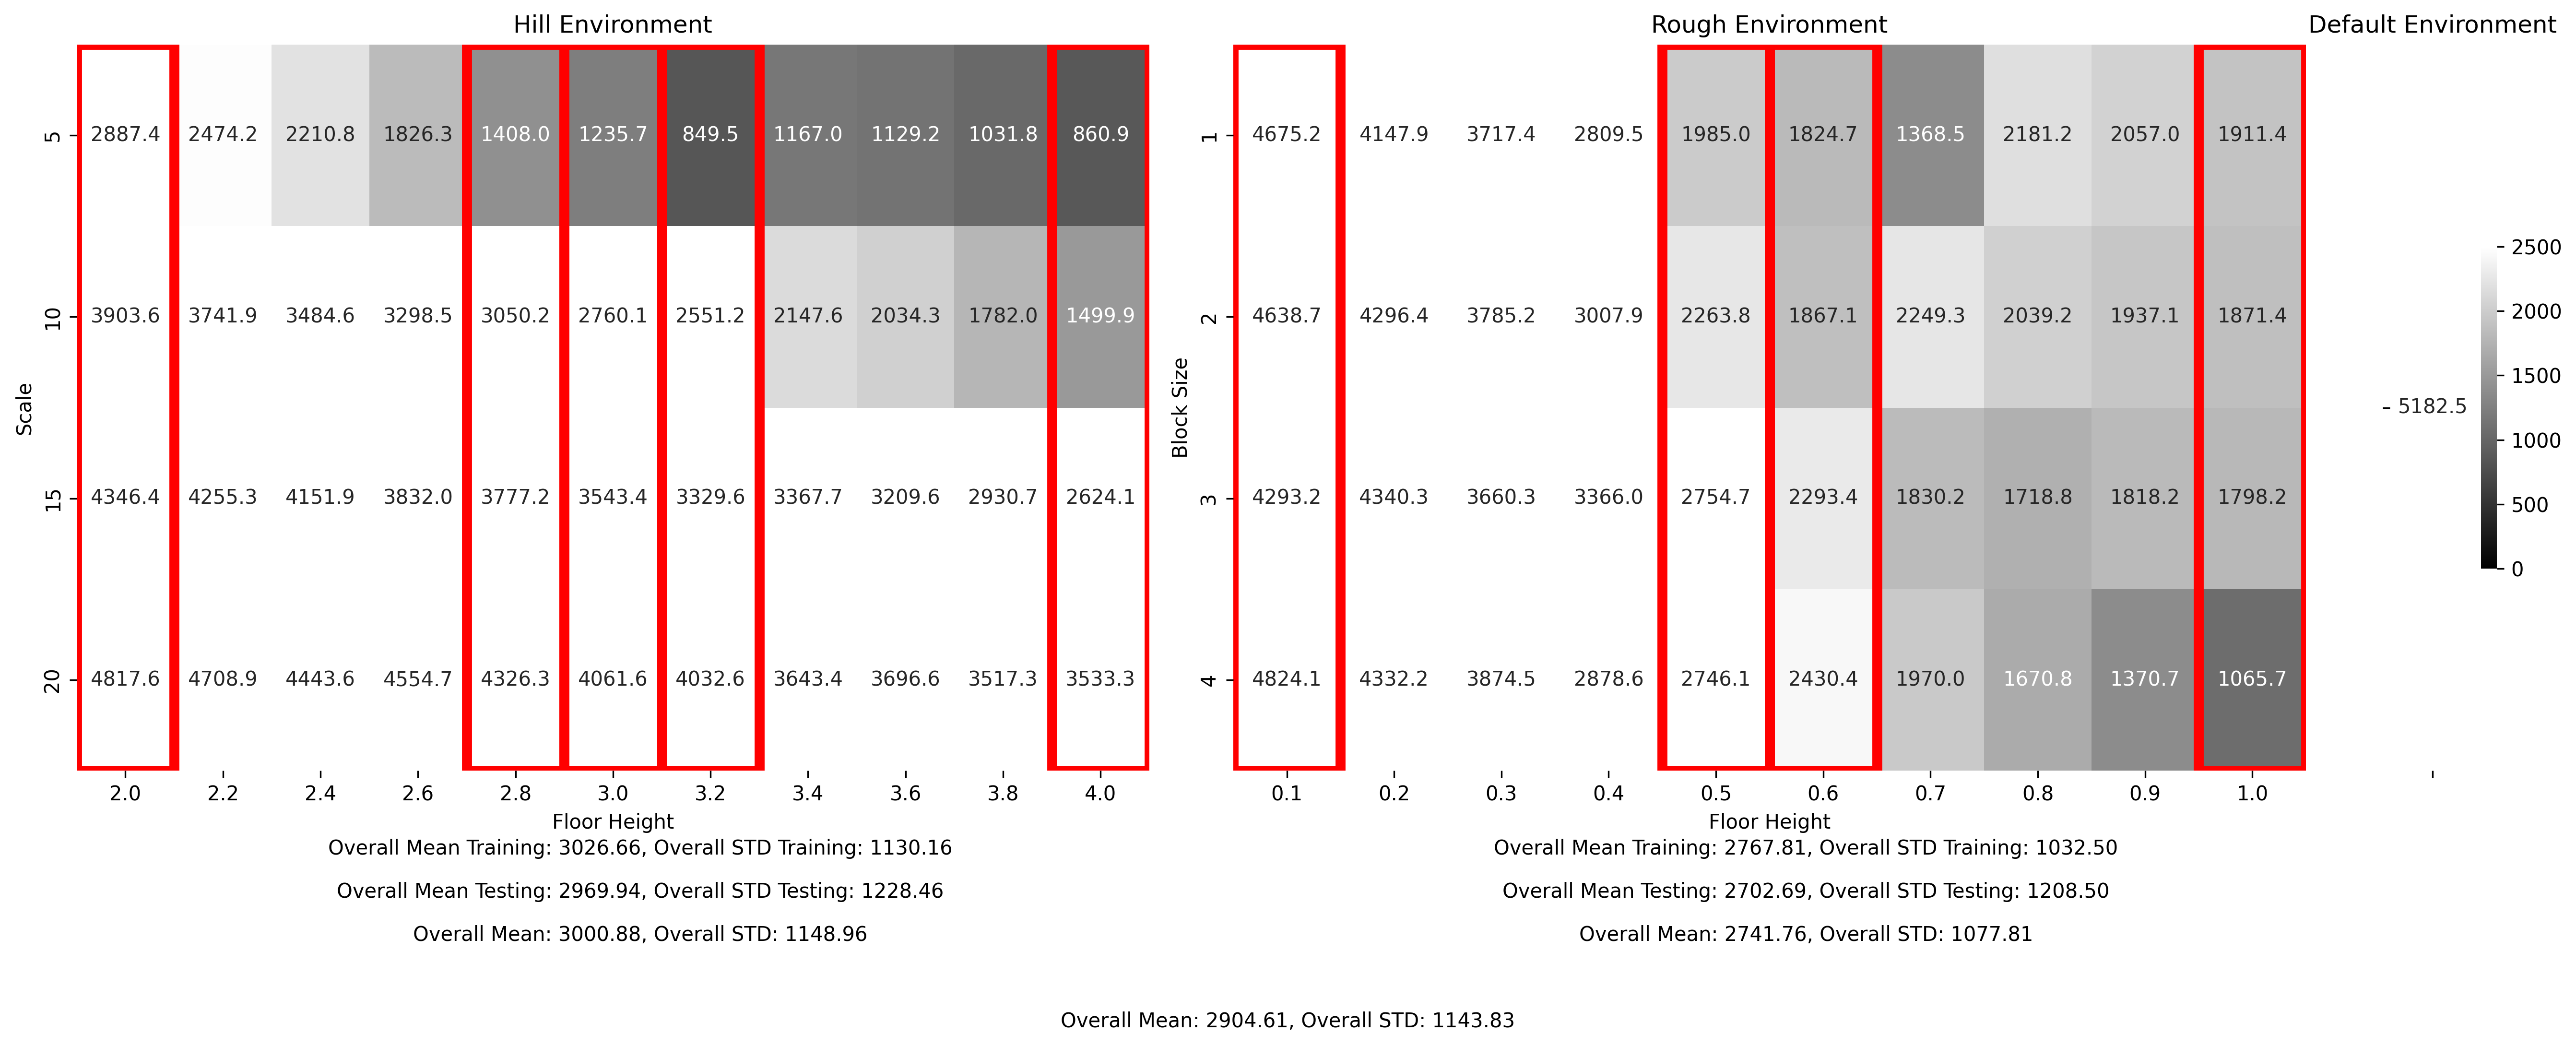 Hill Environment
Rough Environment
Default Environment
5 2887.4 2474.2 2210.8 1826.3 1408.0 1235.7 849.5 1167.0 1129.2 1031.8 860.9
10 3903.6 3741.9 3484.6 3298.5 3050.2 2760.1 2551.2 2147.6 2034.3 1782.0 1499.9
15 4346.4 4255.3 4151.9 3832.0 3777.2 3543.4 3329.6 3367.7 3209.6 2930.7 2624.1
20 4817.6 4708.9 4443.6 4554.7 4326.3 4061.6 4032.6 3643.4 3696.6 3517.3 3533.3
Scale
2.0 2.2 2.4 2.6 2.8 3.0 3.2 3.4 3.6 3.8 4.0
Floor Height
Overall Mean Training: 3026.66, Overall STD Training: 1130.16
Overall Mean Testing: 2969.94, Overall STD Testing: 1228.46
Overall Mean: 3000.88, Overall STD: 1148.96
1 4675.2 4147.9 3717.4 2809.5 1985.0 1824.7 1368.5 2181.2 2057.0 1911.4
2 4638.7 4296.4 3785.2 3007.9 2263.8 1867.1 2249.3 2039.2 1937.1 1871.4
3 4293.2 4340.3 3660.3 3366.0 2754.7 2293.4 1830.2 1718.8 1818.2 1798.2
4 4824.1 4332.2 3874.5 2878.6 2746.1 2430.4 1970.0 1670.8 1370.7 1065.7
Block Size
0.1 0.2 0.3 0.4 0.5 0.6 0.7 0.8 0.9 1.0
Floor Height
Overall Mean Training: 2767.81, Overall STD Training: 1032.50
Overall Mean Testing: 2702.69, Overall STD Testing: 1208.50
Overall Mean: 2741.76, Overall STD: 1077.81
5182.5
2500
2000
1500
1000
500
0
Overall Mean: 2904.61, Overall STD: 1143.83